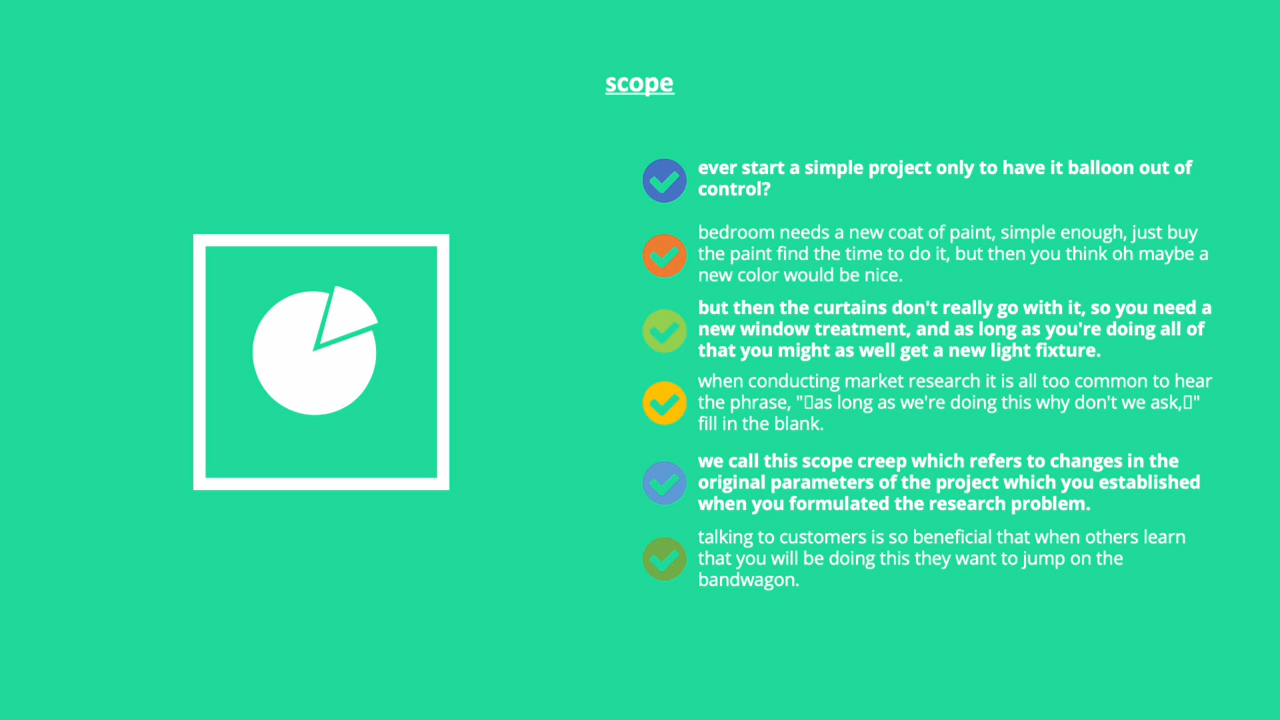 scope
ever start a simple project only to have it balloon out of
control?
bedroom needs a new coat of paint, simple enough, just buy
the paint find the time to do it, but then you think oh maybe a
new color would be nice.
but then the curtains don't really go with it, so you need a
new window treatment, and as long as you're doing all of
that you might as well get a new light fixture.
when conducting market research it is all too common to hear
the phrase, "▯as long as we're doing this why don't we ask,▯"
fill in the blank.
we call this scope creep which refers to changes in the
original parameters of the project which you established
when you formulated the research problem.
talking to customers is so beneficial that when others learn
that you will be doing this they want to jump on the
bandwagon.